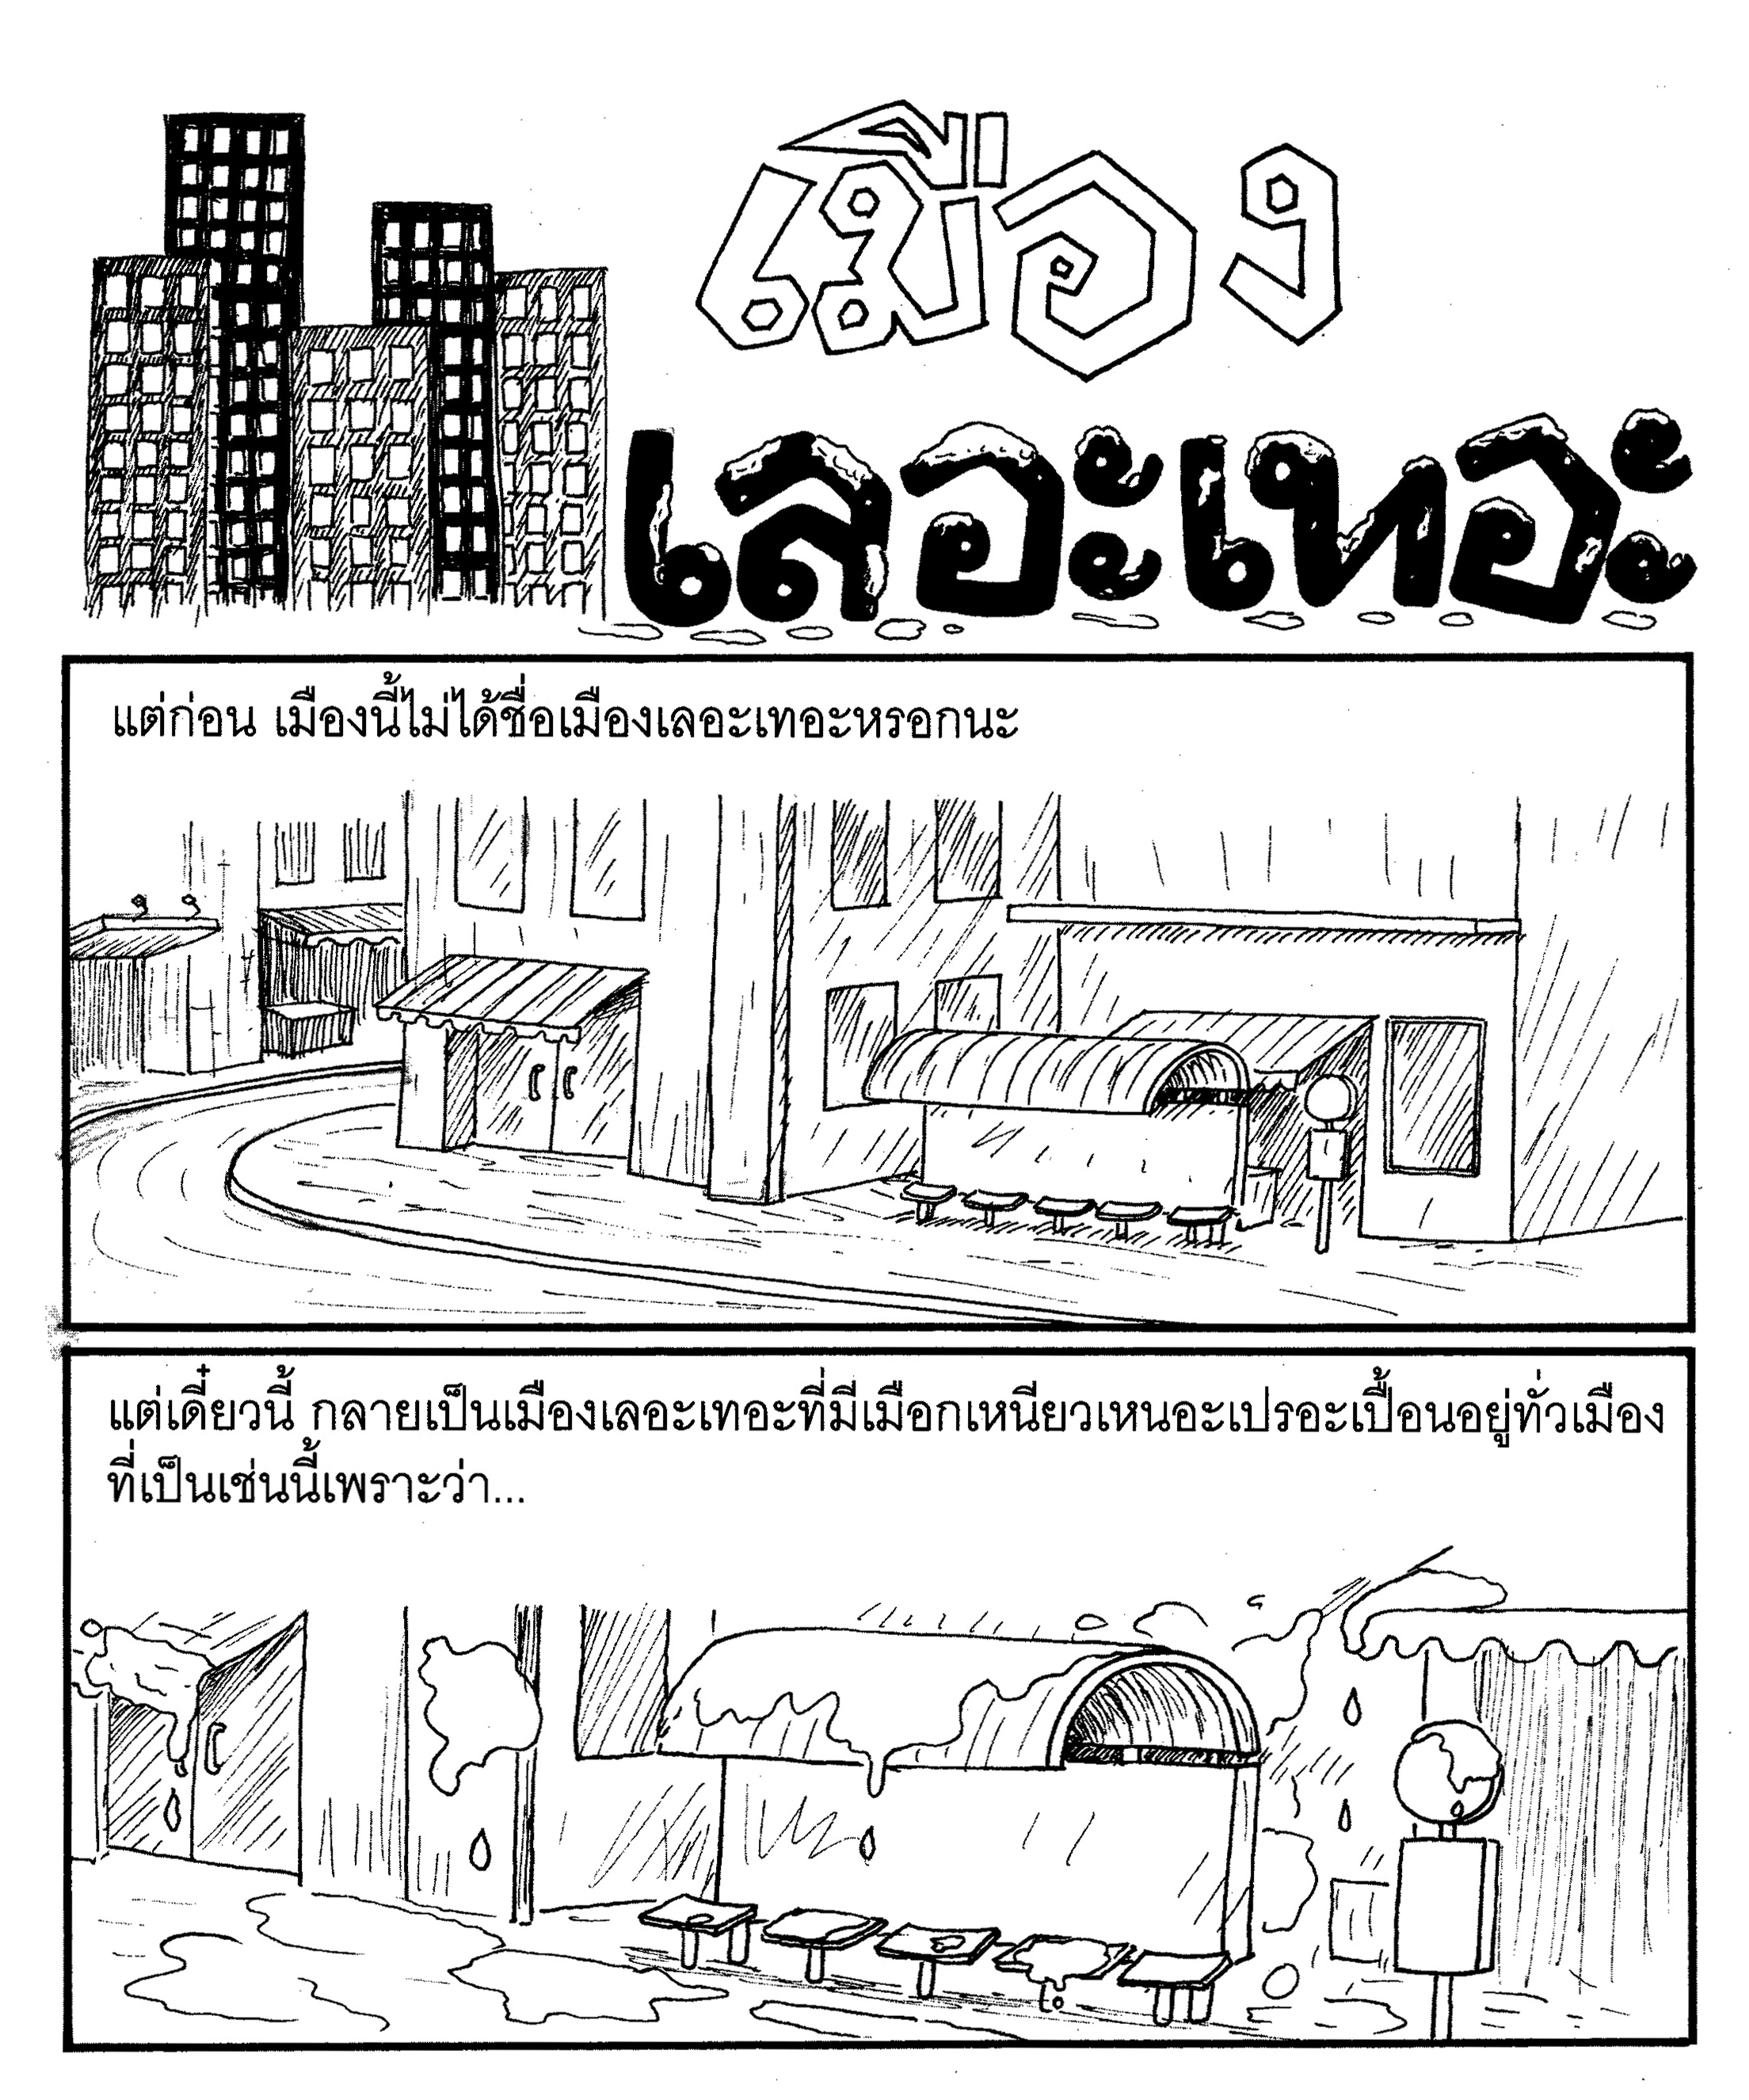 เมือง
เลอะเทอะ
แต่ก่อน เมืองนี้ไม่ได้ชื่อเมืองเลอะเทอะหรอกนะ
แต่เดี๋ยวนี้ กลายเป็นเมืองเลอะเทอะที่มีเมือกเหนียวเหนอะเปรอะเปื้อนอยู่ทั่วเมือง
ที่เป็นเช่นนี้เพราะว่า...